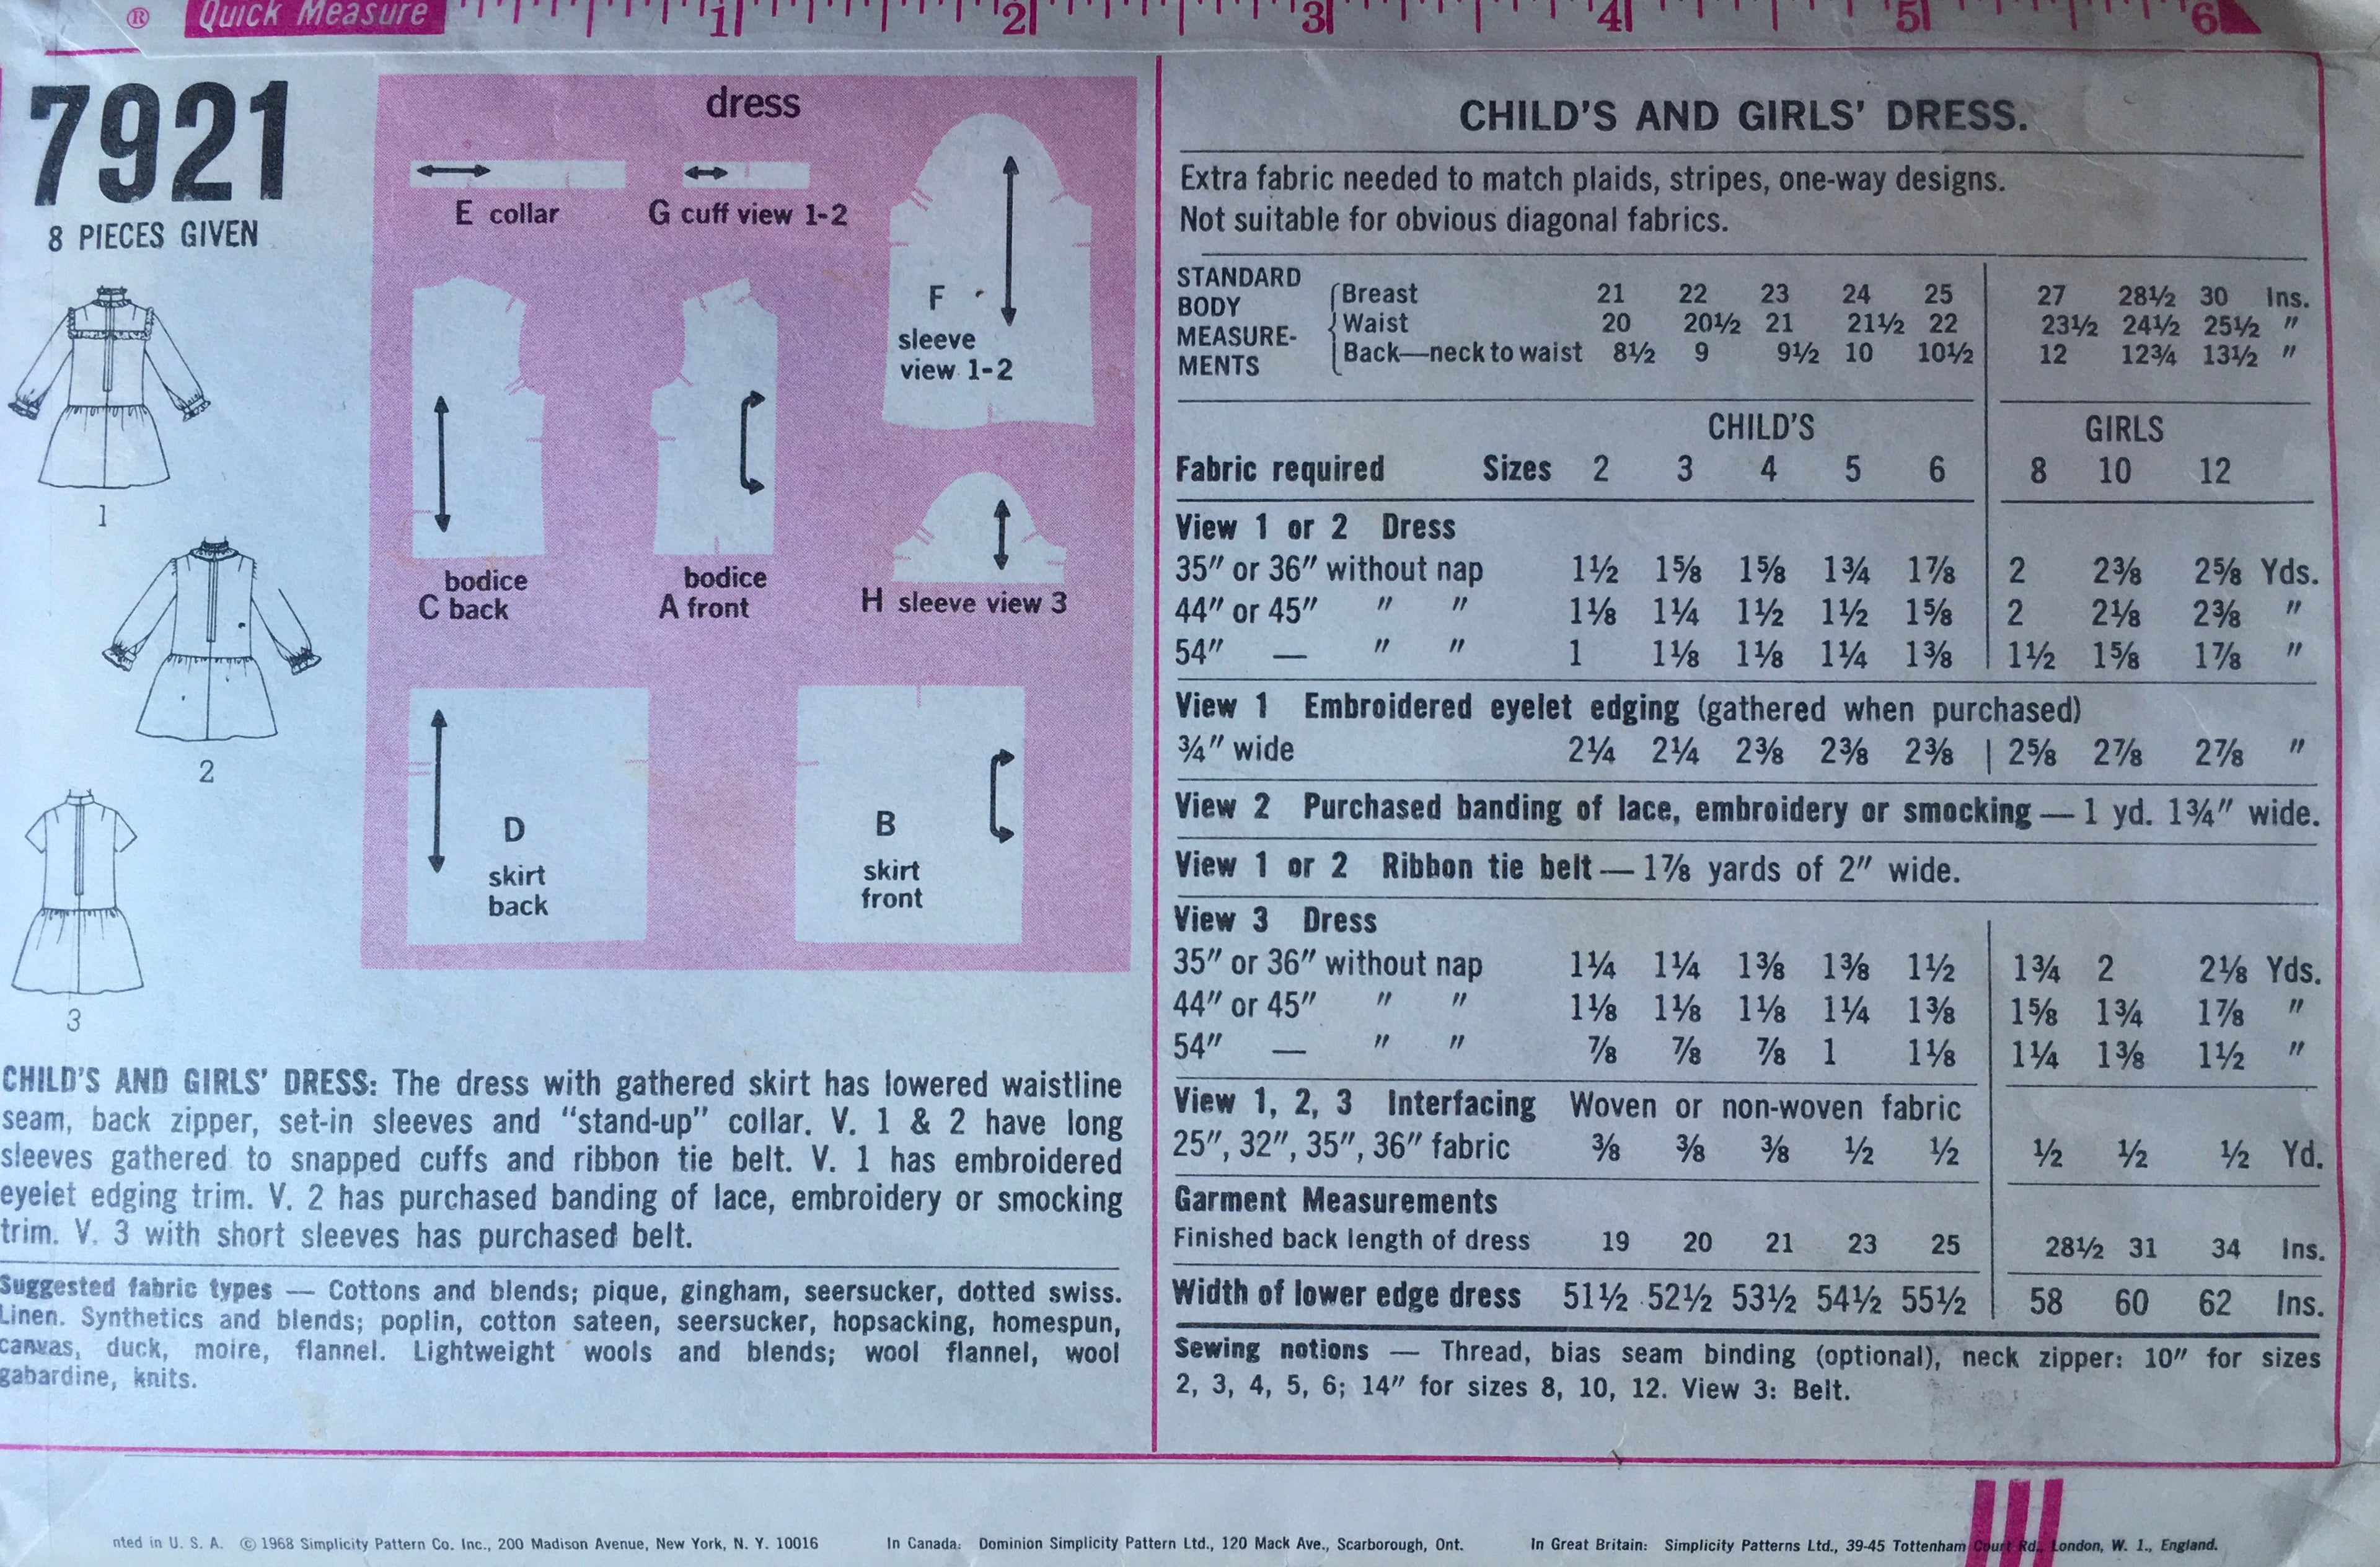 ® Quick Measure 1 2 3 4 5 6
7921
8 PIECES GIVEN
1
2
3
dress
E collar
G cuff view 1-2
F
sleeve
view 1-2
bodice
C back
bodice
A front
H sleeve view 3
D
skirt
back
B
skirt
front
CHILD'S AND GIRLS' DRESS: The dress with gathered skirt has lowered waistline
seam, back zipper, set-in sleeves and "stand-up" collar. V. 1 & 2 have long
sleeves gathered to snapped cuffs and ribbon tie belt. V. 1 has embroidered
eyelet edging trim. V. 2 has purchased banding of lace, embroidery or smocking
trim. V. 3 with short sleeves has purchased belt.
Suggested fabric types — Cottons and blends; pique, gingham, seersucker, dotted swiss.
Linen. Synthetics and blends; poplin, cotton sateen, seersucker, hopsacking, homespun,
canvas, duck, moire, flannel. Lightweight wools and blends; wool flannel, wool
gabardine, knits.
CHILD'S AND GIRLS' DRESS.
Extra fabric needed to match plaids, stripes, one-way designs.
Not suitable for obvious diagonal fabrics.
STANDARD
BODY
MEASURE-
MENTS
Breast 21 22 23 24 25 27 28½ 30 Ins.
Waist 20 20½ 21 21½ 22 23½ 24½ 25½ "
Back—neck to waist 8½ 9 9½ 10 10½ 12 12¾ 13½ "
CHILD'S GIRLS
Fabric required Sizes 2 3 4 5 6 8 10 12
View 1 or 2 Dress
35" or 36" without nap 1½ 1⅝ 1⅝ 1¾ 1⅞ 2 2⅜ 2⅝ Yds.
44" or 45" " " 1⅛ 1¼ 1½ 1½ 1⅝ 2 2⅛ 2⅜ "
54" — " " 1 1⅛ 1⅛ 1¼ 1⅜ 1½ 1⅝ 1⅞ "
View 1 Embroidered eyelet edging (gathered when purchased)
¾" wide 2¼ 2¼ 2⅜ 2⅜ 2⅜ 2⅝ 2⅞ 2⅞ "
View 2 Purchased banding of lace, embroidery or smocking — 1 yd. 1¾" wide.
View 1 or 2 Ribbon tie belt — 1⅞ yards of 2" wide.
View 3 Dress
35" or 36" without nap 1¼ 1¼ 1⅜ 1⅜ 1½ 1¾ 2 2⅛ Yds.
44" or 45" " " 1⅛ 1⅛ 1⅛ 1¼ 1⅜ 1⅝ 1¾ 1⅞ "
54" — " " ⅞ ⅞ ⅞ 1 1⅛ 1¼ 1⅜ 1½ "
View 1, 2, 3 Interfacing Woven or non-woven fabric
25", 32", 35", 36" fabric ⅜ ⅜ ⅜ ½ ½ ½ ½ ½ Yd.
Garment Measurements
Finished back length of dress 19 20 21 23 25 28½ 31 34 Ins.
Width of lower edge dress 51½ 52½ 53½ 54½ 55½ 58 60 62 Ins.
Sewing notions — Thread, bias seam binding (optional), neck zipper: 10" for sizes
2, 3, 4, 5, 6; 14" for sizes 8, 10, 12. View 3: Belt.
nted in U. S. A. © 1968 Simplicity Pattern Co. Inc., 200 Madison Avenue, New York, N. Y. 10016 In Canada: Dominion Simplicity Pattern Ltd., 120 Mack Ave., Scarborough, Ont. In Great Britain: Simplicity Patterns Ltd., 39-45 Tottenham Court Rd., London, W. 1., England.